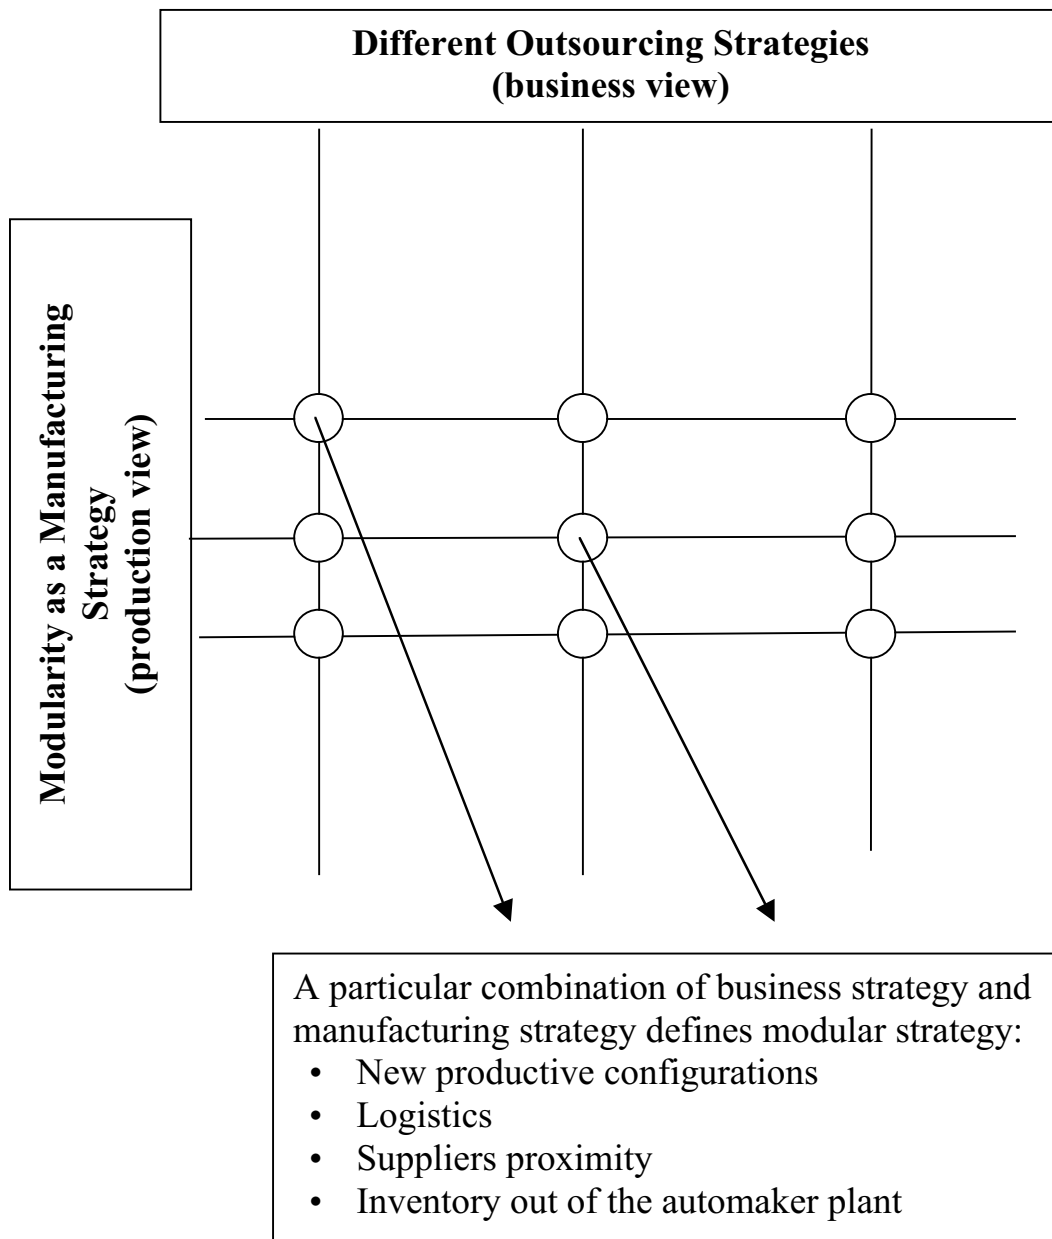 Different Outsourcing Strategies
(business view)
Modularity as a Manufacturing
Strategy
(production view)
A particular combination of business strategy and
manufacturing strategy defines modular strategy:
• New productive configurations
• Logistics
• Suppliers proximity
• Inventory out of the automaker plant